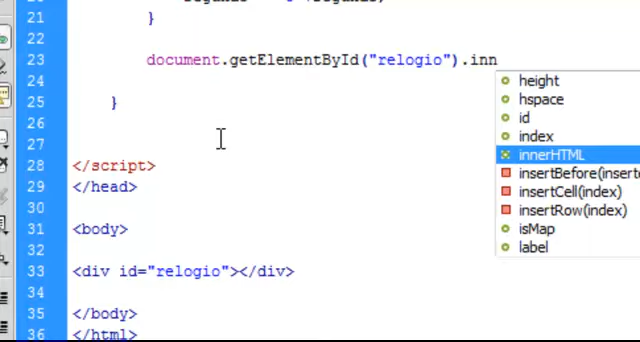 21 }
23 document.getElementById("relogio").inn
height
24
hspace
25 }
id
26
index
27
innerHTML
28 </script>
insertBefore(
29 </head>
insertCell(index)
30
insertRow(index)
31 <body>
isMap
32
label
33 <div id="relogio"></div>
34
35 </body>
36 </html>